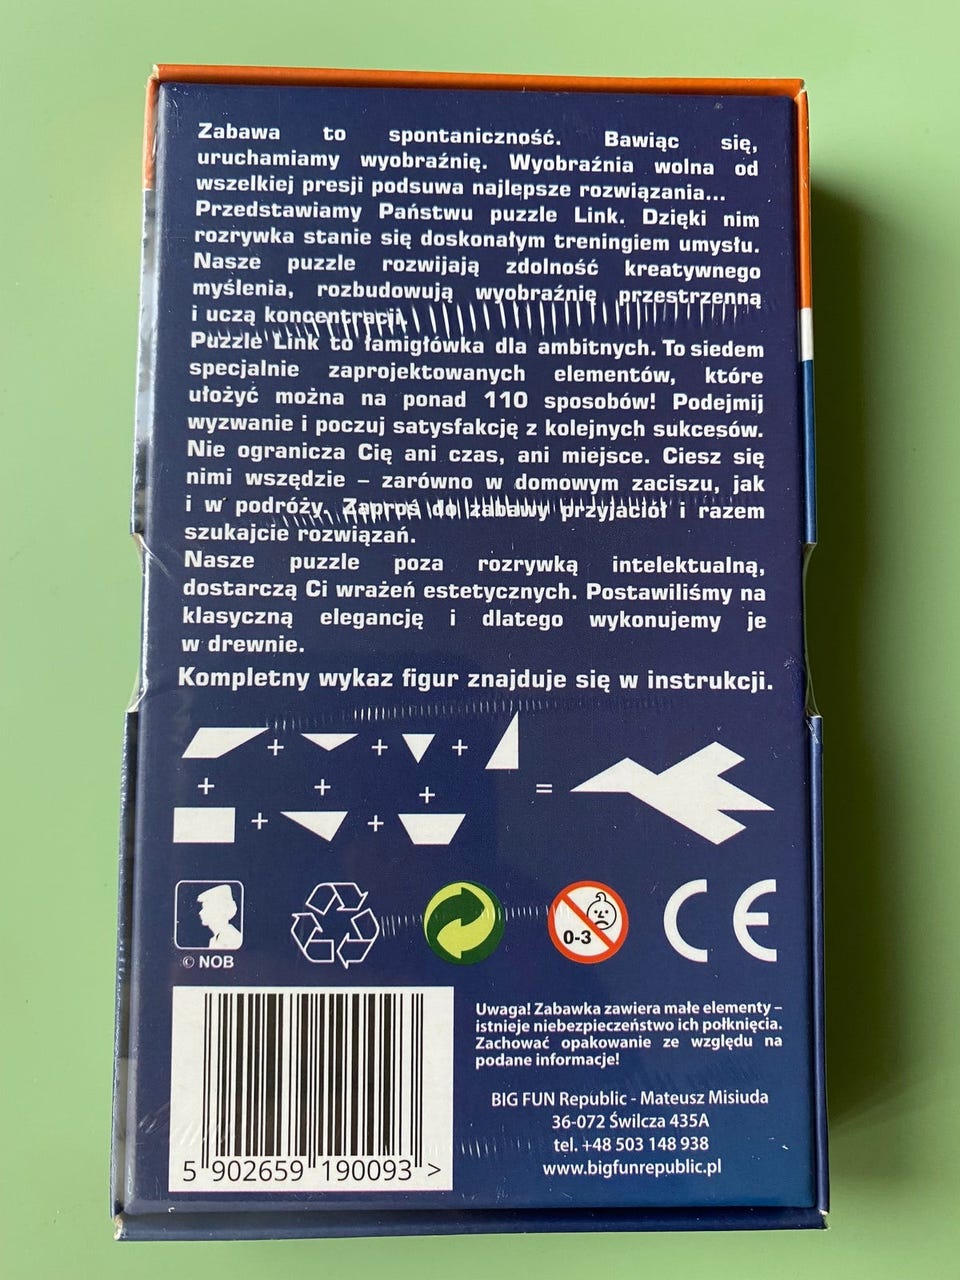 Zabawa to spontaniczność. Bawiąc się,
uruchamiamy wyobraźnię. Wyobraźnia wolna od
wszelkiej presji podsuwa najlepsze rozwiązania...
Przedstawiamy Państwu puzzle Link. Dzięki nim
rozrywka stanie się doskonałym treningiem umysłu.
Nasze puzzle rozwijają zdolność kreatywnego
myślenia, rozbudowują wyobraźnię przestrzenną
i uczą koncentracji.
Puzzle Link to łamigłówka dla ambitnych. To siedem
specjalnie zaprojektowanych elementów, które
ułożyć można na ponad 110 sposobów! Podejmij
wyzwanie i poczuj satysfakcję z kolejnych sukcesów.
Nie ogranicza Cię ani czas, ani miejsce. Ciesz się
nimi wszędzie – zarówno w domowym zaciszu, jak
i w podróży. Zaproś do zabawy przyjaciół i razem
szukajcie rozwiązań.
Nasze puzzle poza rozrywką intelektualną,
dostarczą Ci wrażeń estetycznych. Postawiliśmy na
klasyczną elegancję i dlatego wykonujemy je
w drewnie.
Kompletny wykaz figur znajduje się w instrukcji.
+ + +
+ + + =
+ +
0-3
CE
© NOB
Uwaga! Zabawka zawiera małe elementy –
istnieje niebezpieczeństwo ich połknięcia.
Zachować opakowanie ze względu na
podane informacje!
BIG FUN Republic - Mateusz Misiuda
36-072 Świlcza 435A
tel. +48 503 148 938
www.bigfunrepublic.pl
5 902659 190093 >